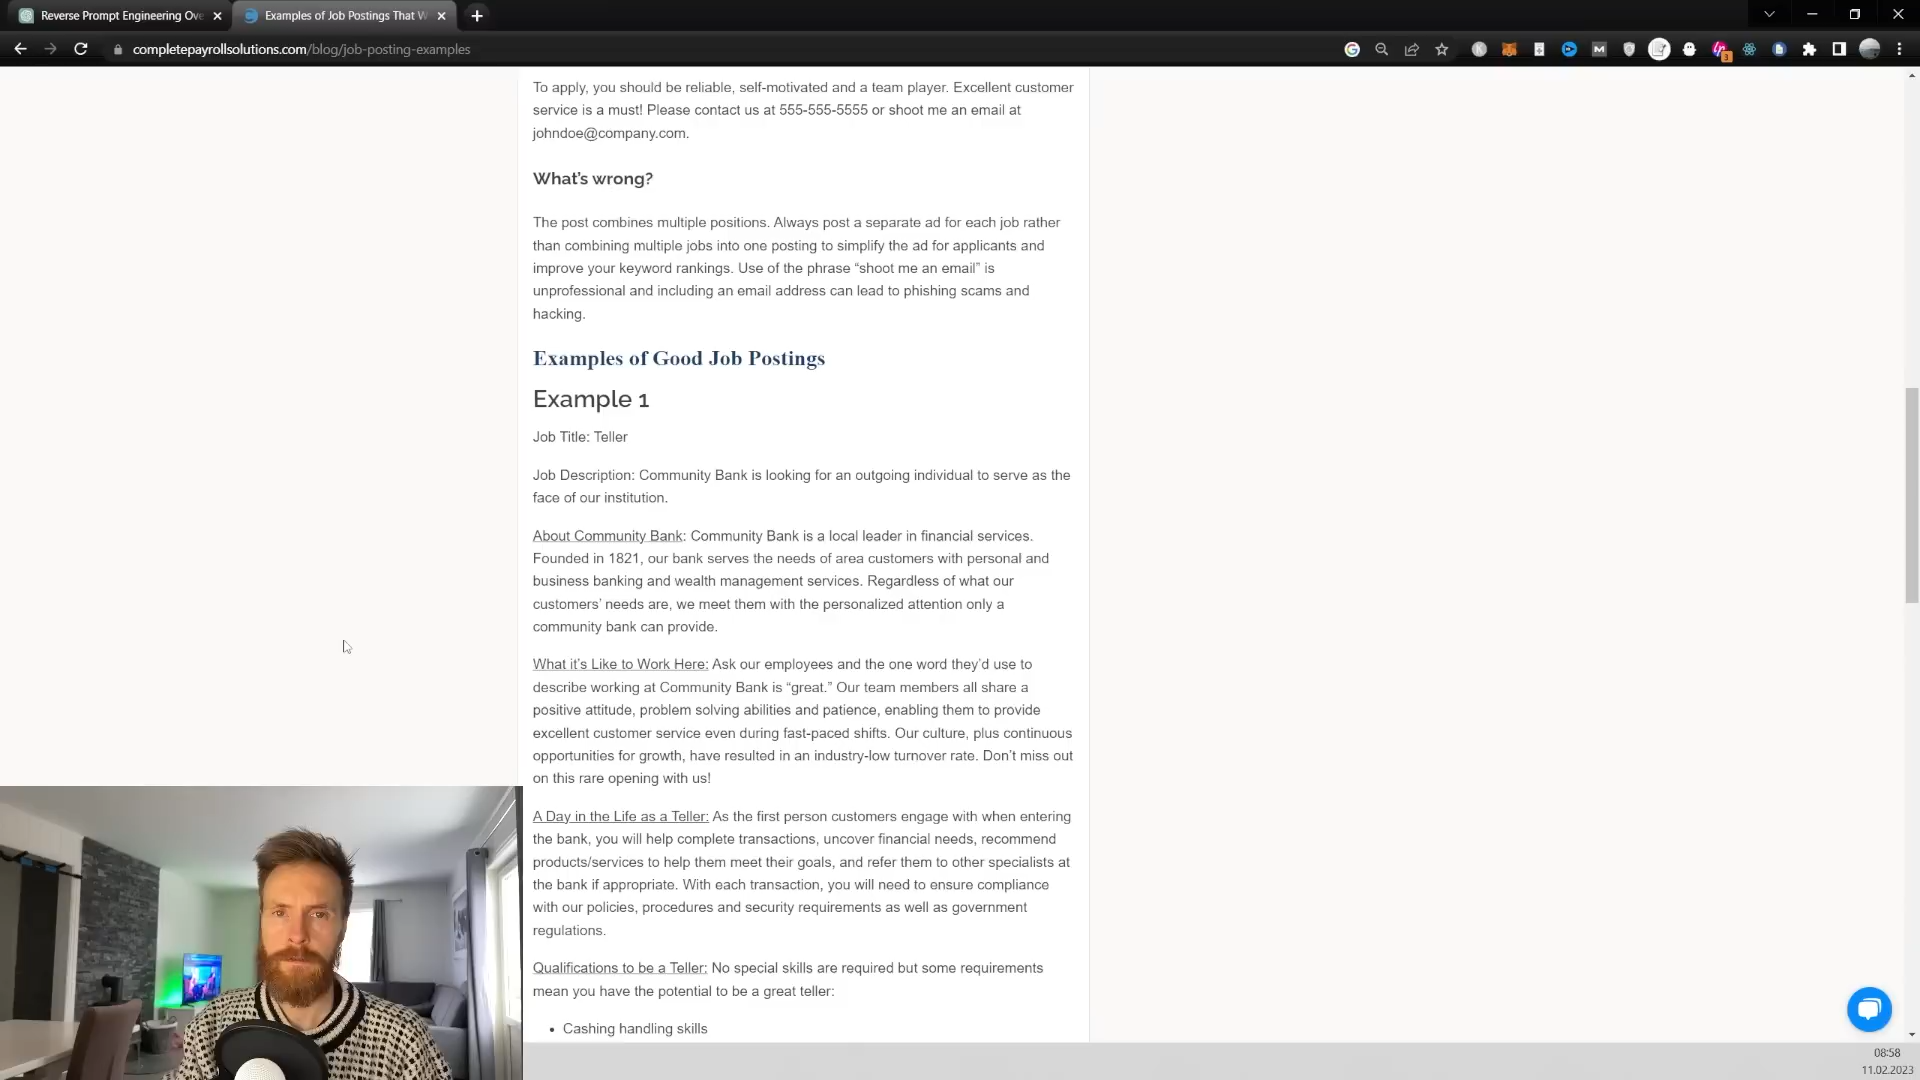 Reverse Prompt Engineering Ove
Examples of Job Postings That W
completepayrollsolutions.com/blog/job-posting-examples
To apply, you should be reliable, self-motivated and a team player. Excellent customer
service is a must! Please contact us at 555-555-5555 or shoot me an email at
johndoe@company.com.
What's wrong?
The post combines multiple positions. Always post a separate ad for each job rather
than combining multiple jobs into one posting to simplify the ad for applicants and
improve your keyword rankings. Use of the phrase “shoot me an email” is
unprofessional and including an email address can lead to phishing scams and
hacking.
Examples of Good Job Postings
Example 1
Job Title: Teller
Job Description: Community Bank is looking for an outgoing individual to serve as the
face of our institution.
About Community Bank: Community Bank is a local leader in financial services.
Founded in 1821, our bank serves the needs of area customers with personal and
business banking and wealth management services. Regardless of what our
customers’ needs are, we meet them with the personalized attention only a
community bank can provide.
What it’s Like to Work Here: Ask our employees and the one word they’d use to
describe working at Community Bank is “great.” Our team members all share a
positive attitude, problem solving abilities and patience, enabling them to provide
excellent customer service even during fast-paced shifts. Our culture, plus continuous
opportunities for growth, have resulted in an industry-low turnover rate. Don’t miss out
on this rare opening with us!
A Day in the Life as a Teller: As the first person customers engage with when entering
the bank, you will help complete transactions, uncover financial needs, recommend
products/services to help them meet their goals, and refer them to other specialists at
the bank if appropriate. With each transaction, you will need to ensure compliance
with our policies, procedures and security requirements as well as government
regulations.
Qualifications to be a Teller: No special skills are required but some requirements
mean you have the potential to be a great teller:
• Cashing handling skills
08:58
11.02.2023